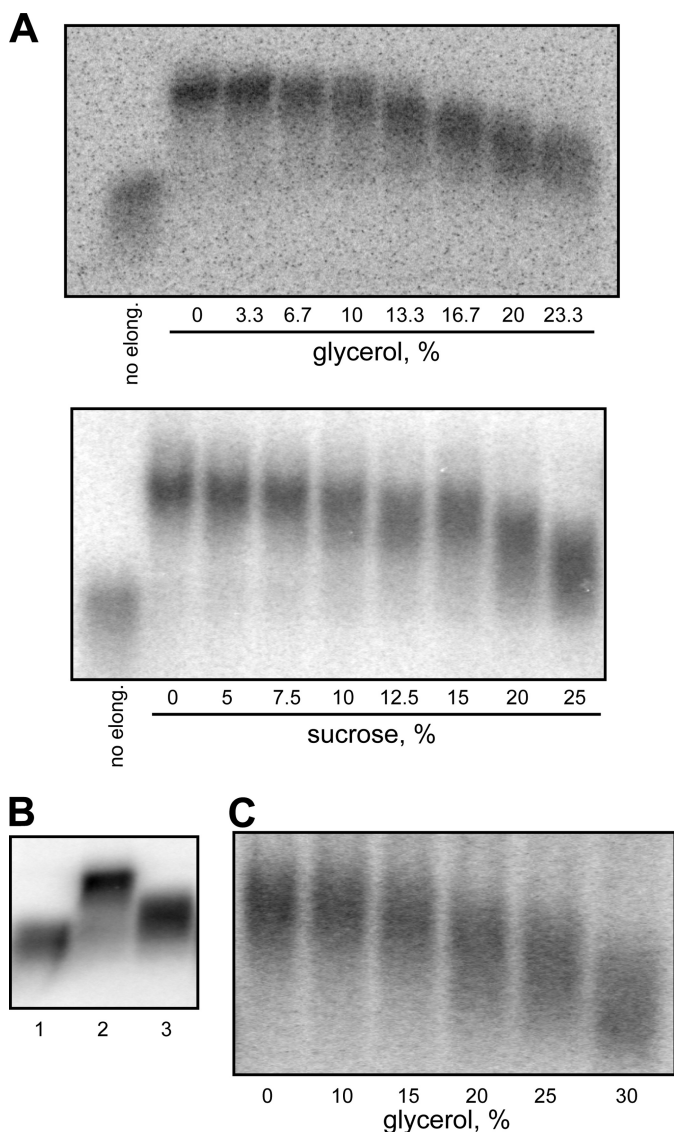 A
no elong.
0 3.3 6.7 10 13.3 16.7 20 23.3
glycerol, %
no elong.
0 5 7.5 10 12.5 15 20 25
sucrose, %
B
1 2 3
C
0 10 15 20 25 30
glycerol, %